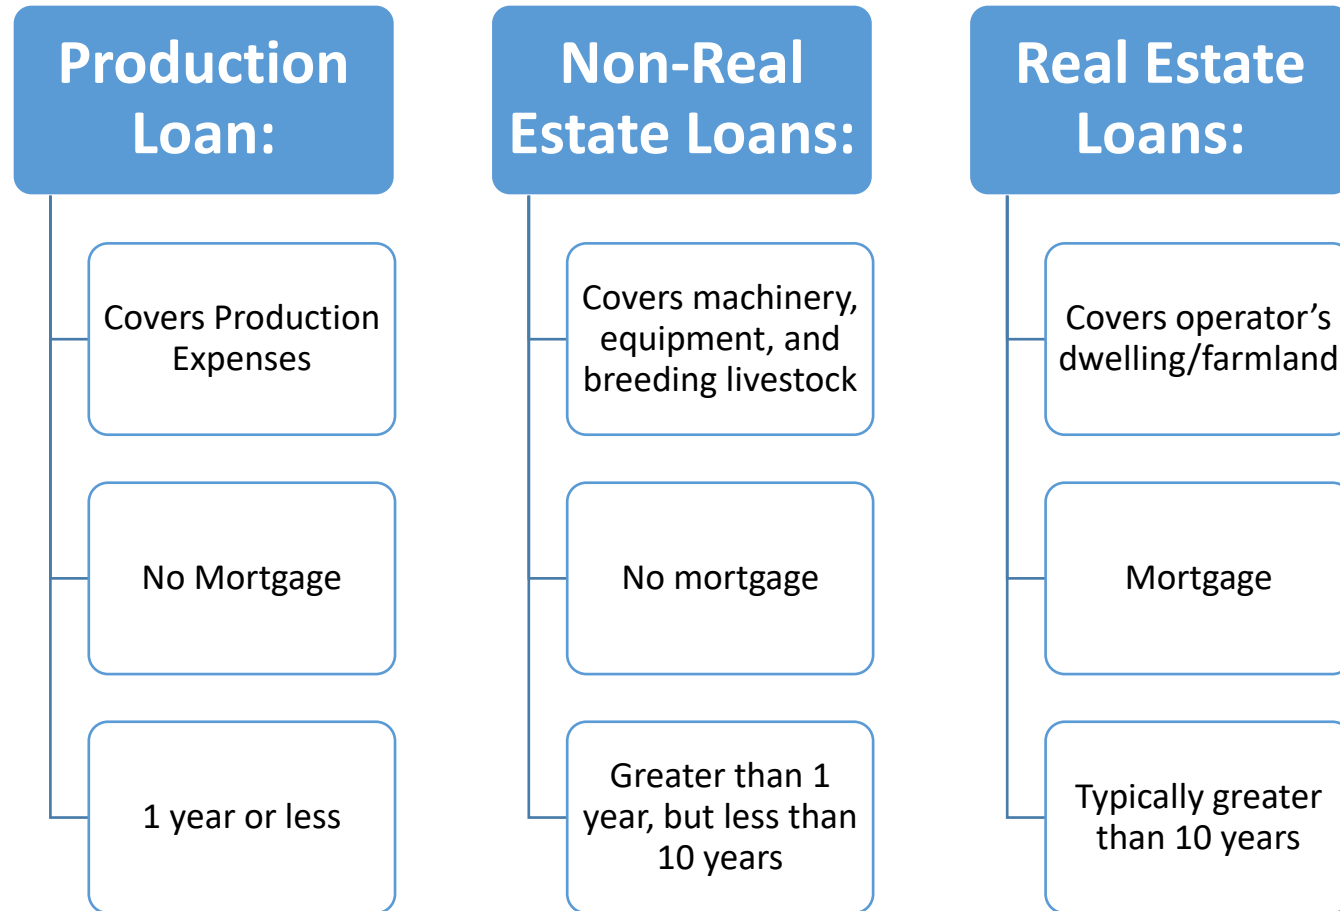 Production
Loan:
Covers Production
Expenses
No Mortgage
1 year or less
Non-Real
Estate Loans:
Covers machinery,
equipment, and
breeding livestock
No mortgage
Greater than 1
year, but less than
10 years
Real Estate
Loans:
Covers operator’s
dwelling/farmland
Mortgage
Typically greater
than 10 years